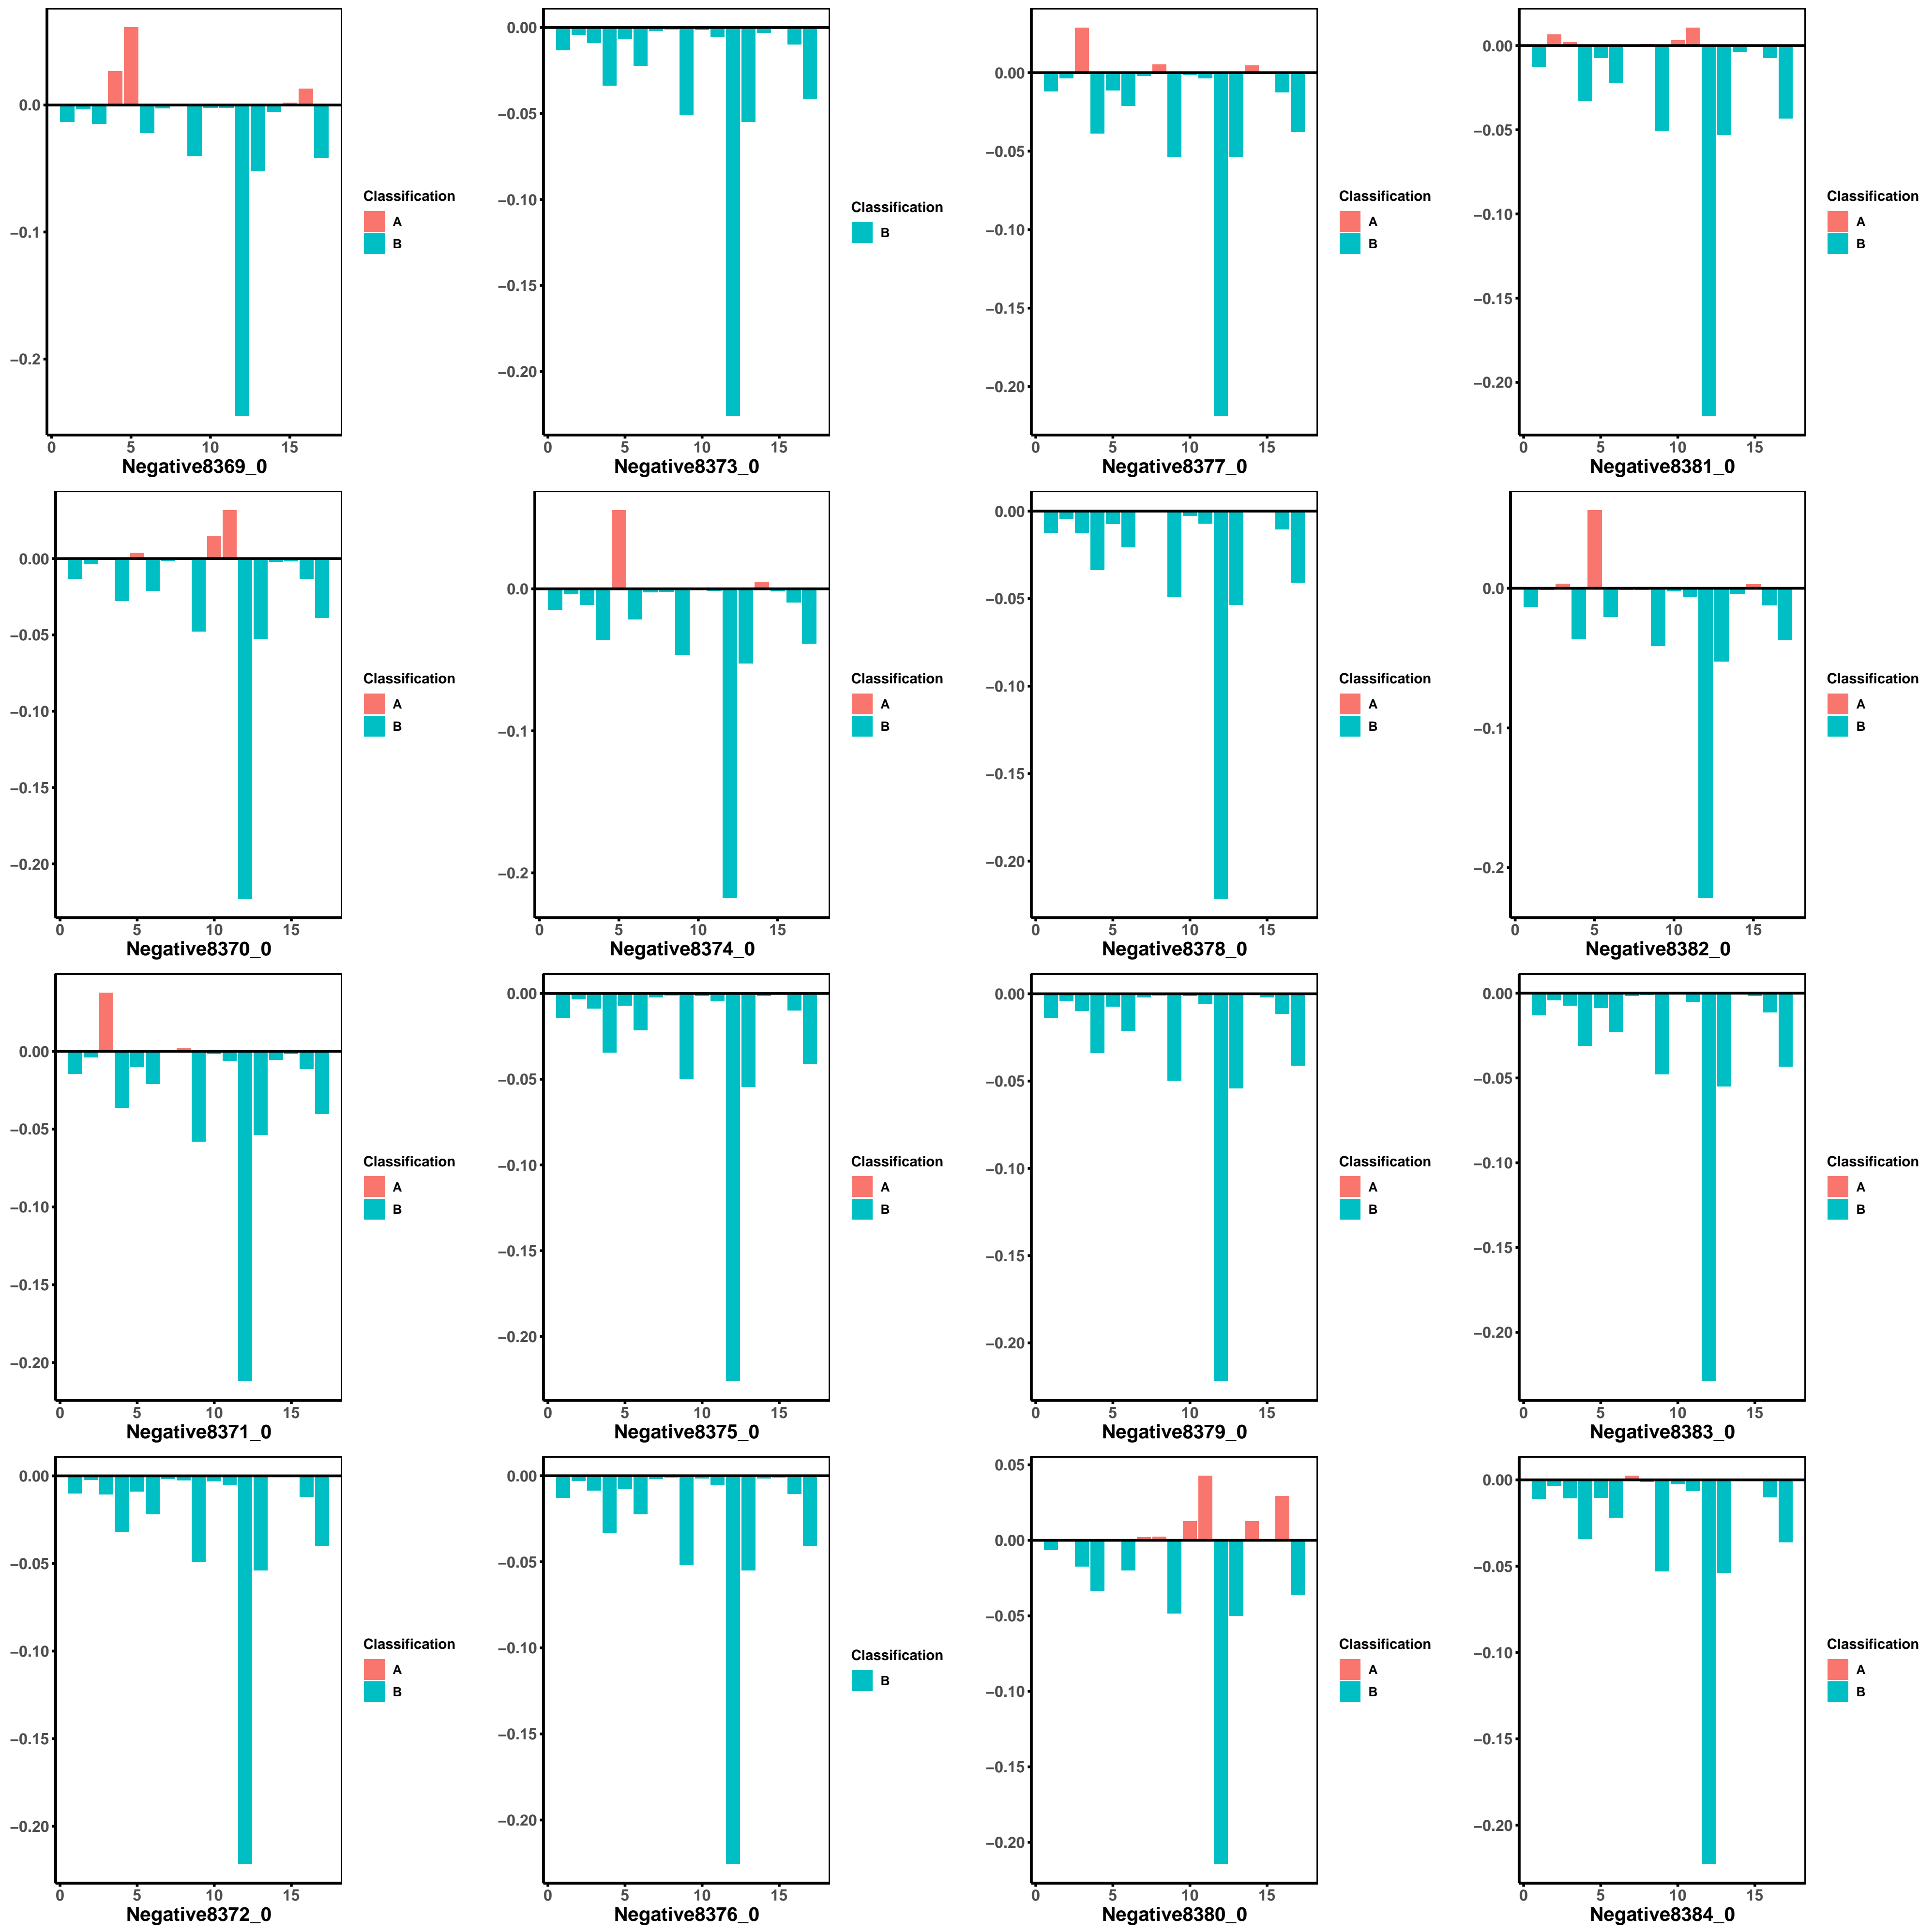 0.0
−0.1
−0.2
0 5 10 15
Negative8369_0
Classification
A
B
0.00
−0.05
−0.10
−0.15
−0.20
0 5 10 15
Negative8373_0
Classification
B
0.00
−0.05
−0.10
−0.15
−0.20
0 5 10 15
Negative8377_0
Classification
A
B
0.00
−0.05
−0.10
−0.15
−0.20
0 5 10 15
Negative8381_0
Classification
A
B
0.00
−0.05
−0.10
−0.15
−0.20
0 5 10 15
Negative8370_0
Classification
A
B
0.0
−0.1
−0.2
0 5 10 15
Negative8374_0
Classification
A
B
0.00
−0.05
−0.10
−0.15
−0.20
0 5 10 15
Negative8378_0
Classification
A
B
0.0
−0.1
−0.2
0 5 10 15
Negative8382_0
Classification
A
B
0.00
−0.05
−0.10
−0.15
−0.20
0 5 10 15
Negative8371_0
Classification
A
B
0.00
−0.05
−0.10
−0.15
−0.20
0 5 10 15
Negative8375_0
Classification
A
B
0.00
−0.05
−0.10
−0.15
−0.20
0 5 10 15
Negative8379_0
Classification
A
B
0.00
−0.05
−0.10
−0.15
−0.20
0 5 10 15
Negative8383_0
Classification
A
B
0.00
−0.05
−0.10
−0.15
−0.20
0 5 10 15
Negative8372_0
Classification
A
B
0.00
−0.05
−0.10
−0.15
−0.20
0 5 10 15
Negative8376_0
Classification
B
0.05
0.00
−0.05
−0.10
−0.15
−0.20
0 5 10 15
Negative8380_0
Classification
A
B
0.00
−0.05
−0.10
−0.15
−0.20
0 5 10 15
Negative8384_0
Classification
A
B